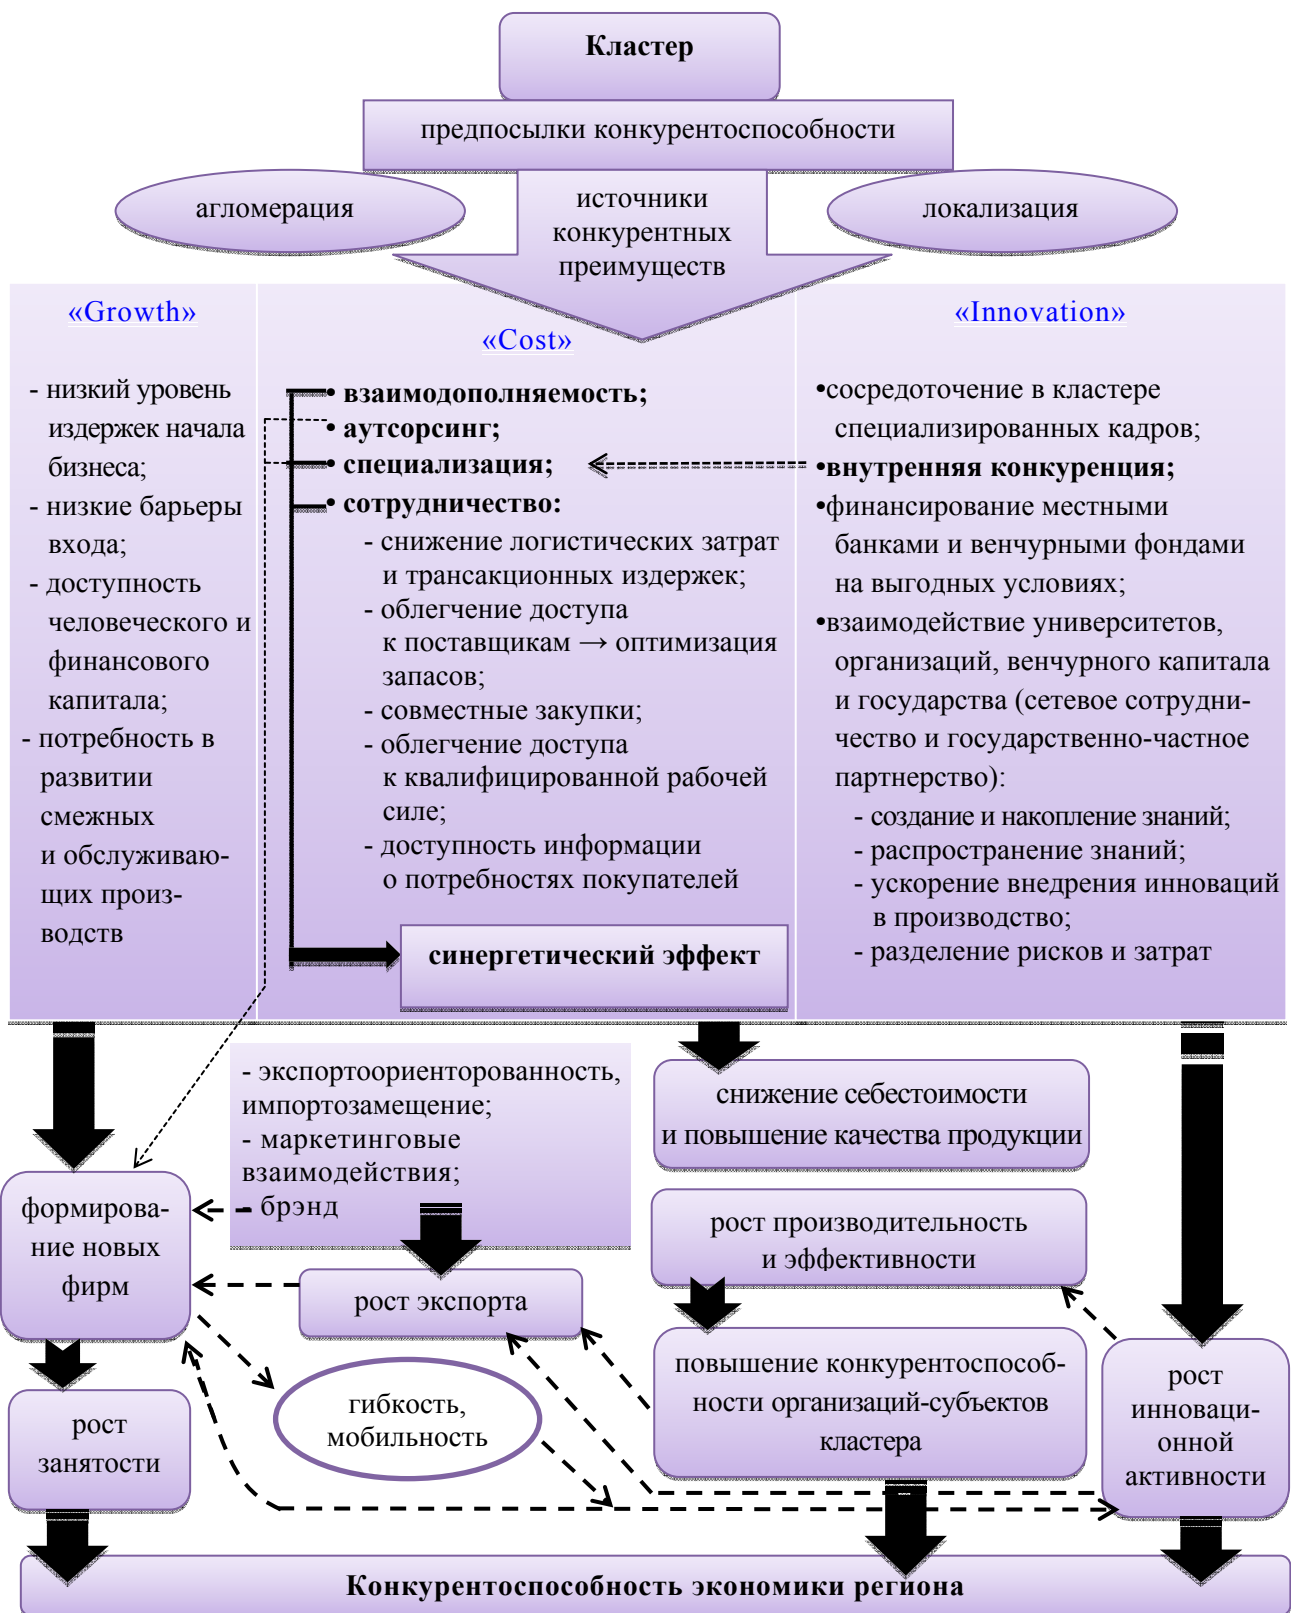 Кластер
предпосылки конкурентоспособности
агломерация
источники
конкурентных
преимуществ
локализация
«Growth»
- низкий уровень
издержек начала
бизнеса;
- низкие барьеры
входа;
- доступность
человеческого и
финансового
капитала;
- потребность в
развитии
смежных
и обслуживаю-
щих произ-
водств
«Cost»
• взаимодополняемость;
• аутсорсинг;
• специализация;
• сотрудничество:
- снижение логистических затрат
и трансакционных издержек;
- облегчение доступа
к поставщикам → оптимизация
запасов;
- совместные закупки;
- облегчение доступа
к квалифицированной рабочей
силе;
- доступность информации
о потребностях покупателей
синергетический эффект
«Innovation»
•сосредоточение в кластере
специализированных кадров;
•внутренняя конкуренция;
•финансирование местными
банками и венчурными фондами
на выгодных условиях;
•взаимодействие университетов,
организаций, венчурного капитала
и государства (сетевое сотрудни-
чество и государственно-частное
партнерство):
- создание и накопление знаний;
- распространение знаний;
- ускорение внедрения инноваций
в производство;
- разделение рисков и затрат
- экспортоориенторованность,
импортозамещение;
- маркетинговые
взаимодействия;
- брэнд
снижение себестоимости
и повышение качества продукции
формирова-
ние новых
фирм
рост производительность
и эффективности
рост экспорта
гибкость,
мобильность
повышение конкурентоспособ-
ности организаций-субъектов
кластера
рост
инноваци-
онной
активности
рост
занятости
Конкурентоспособность экономики региона